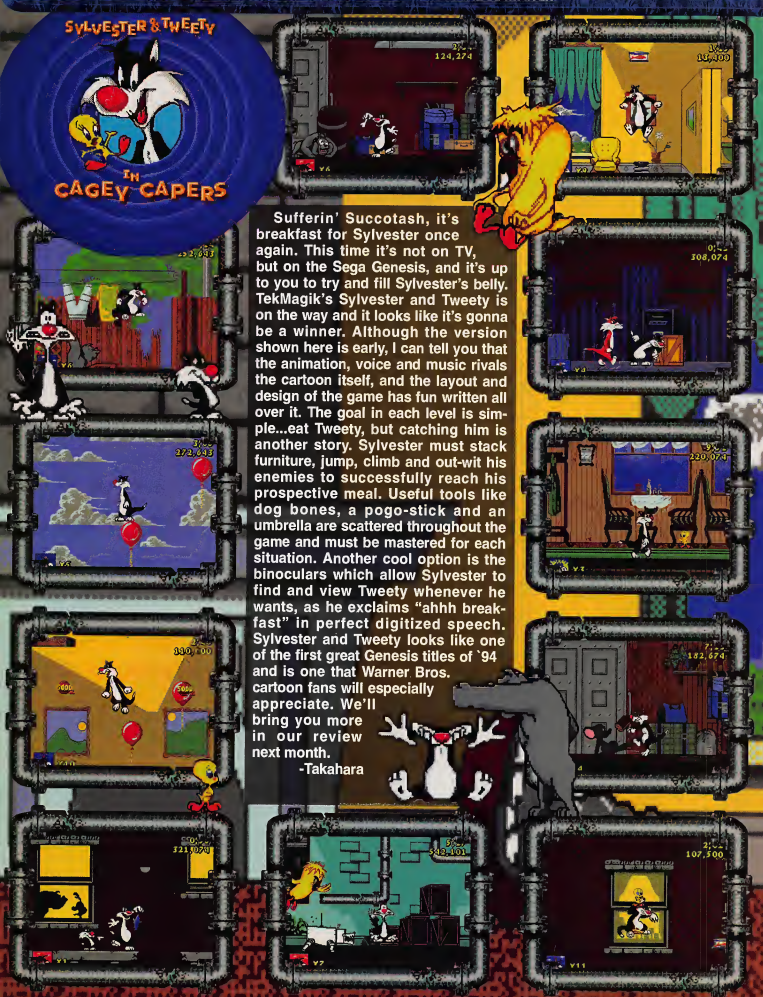 SYLVESTER & TWEETY
IN
CAGEY CAPERS
124,274
308,074
272,643
220,074
182,674
5000
321,074
542,101
107,500
Sufferin' Succotash, it's
breakfast for Sylvester once
again. This time it's not on TV,
but on the Sega Genesis, and it's up
to you to try and fill Sylvester's belly.
TekMagik's Sylvester and Tweety is
on the way and it looks like it's gonna
be a winner. Although the version
shown here is early, I can tell you that
the animation, voice and music rivals
the cartoon itself, and the layout and
design of the game has fun written all
over it. The goal in each level is sim-
ple...eat Tweety, but catching him is
another story. Sylvester must stack
furniture, jump, climb and out-wit his
enemies to successfully reach his
prospective meal. Useful tools like
dog bones, a pogo-stick and an
umbrella are scattered throughout the
game and must be mastered for each
situation. Another cool option is the
binoculars which allow Sylvester to
find and view Tweety whenever he
wants, as he exclaims "ahhh break-
fast" in perfect digitized speech.
Sylvester and Tweety looks like one
of the first great Genesis titles of `94
and is one that Warner Bros.
cartoon fans will especially
appreciate. We'll
bring you more
in our review
next month.
-Takahara